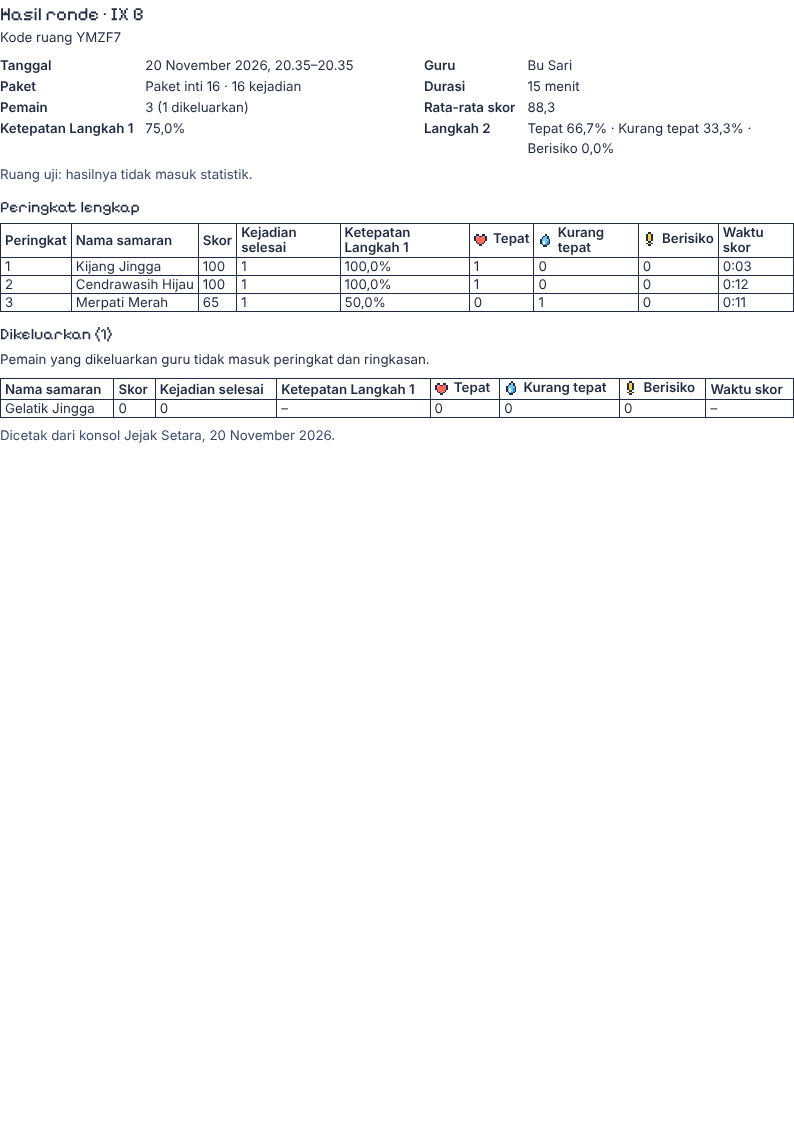 Hasil ronde · IX B
Kode ruang YMZF7
Tanggal 20 November 2026, 20.35–20.35 Guru Bu Sari
Paket Paket inti 16 · 16 kejadian Durasi 15 menit
Pemain 3 (1 dikeluarkan) Rata-rata skor 88,3
Ketepatan Langkah 1 75,0% Langkah 2 Tepat 66,7% · Kurang tepat 33,3% ·
Berisiko 0,0%
Ruang uji: hasilnya tidak masuk statistik.
Peringkat lengkap
Peringkat Nama samaran Skor Kejadian selesai Ketepatan Langkah 1 Tepat Kurang tepat Berisiko Waktu skor
1 Kijang Jingga 100 1 100,0% 1 0 0 0:03
2 Cendrawasih Hijau 100 1 100,0% 1 0 0 0:12
3 Merpati Merah 65 1 50,0% 0 1 0 0:11
Dikeluarkan (1)
Pemain yang dikeluarkan guru tidak masuk peringkat dan ringkasan.
Nama samaran Skor Kejadian selesai Ketepatan Langkah 1 Tepat Kurang tepat Berisiko Waktu skor
Gelatik Jingga 0 0 – 0 0 0 –
Dicetak dari konsol Jejak Setara, 20 November 2026.